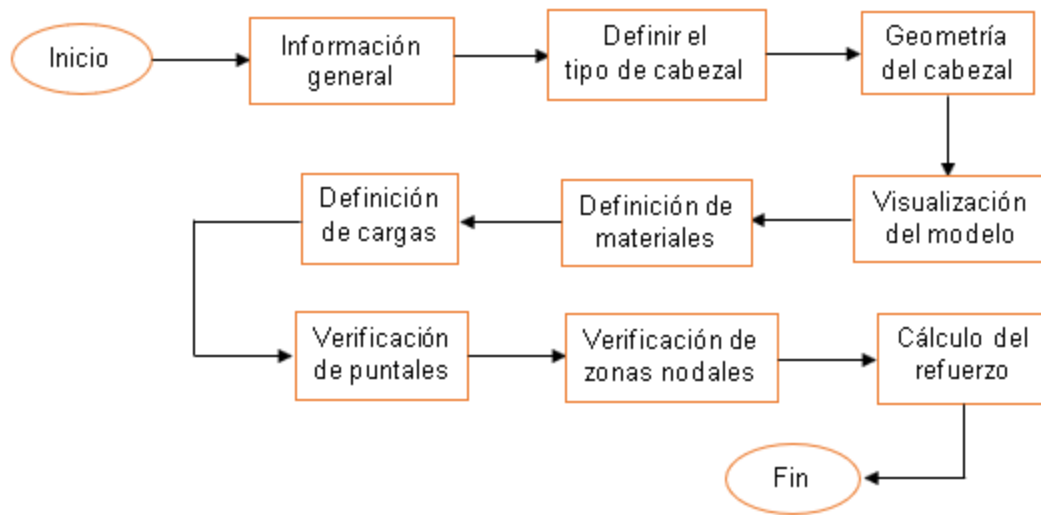 Inicio
Información
general
Definir el
tipo de cabezal
Geometría
del cabezal
Visualización
del modelo
Definición de
materiales
Definición
de cargas
Verificación
de puntales
Verificación de
zonas nodales
Cálculo del
refuerzo
Fin